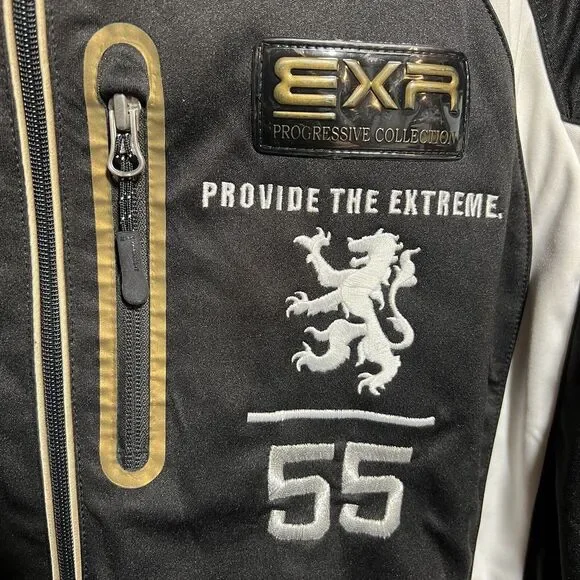 EXR
PROGRESSIVE COLLECTION
PROVIDE THE EXTREME.
55